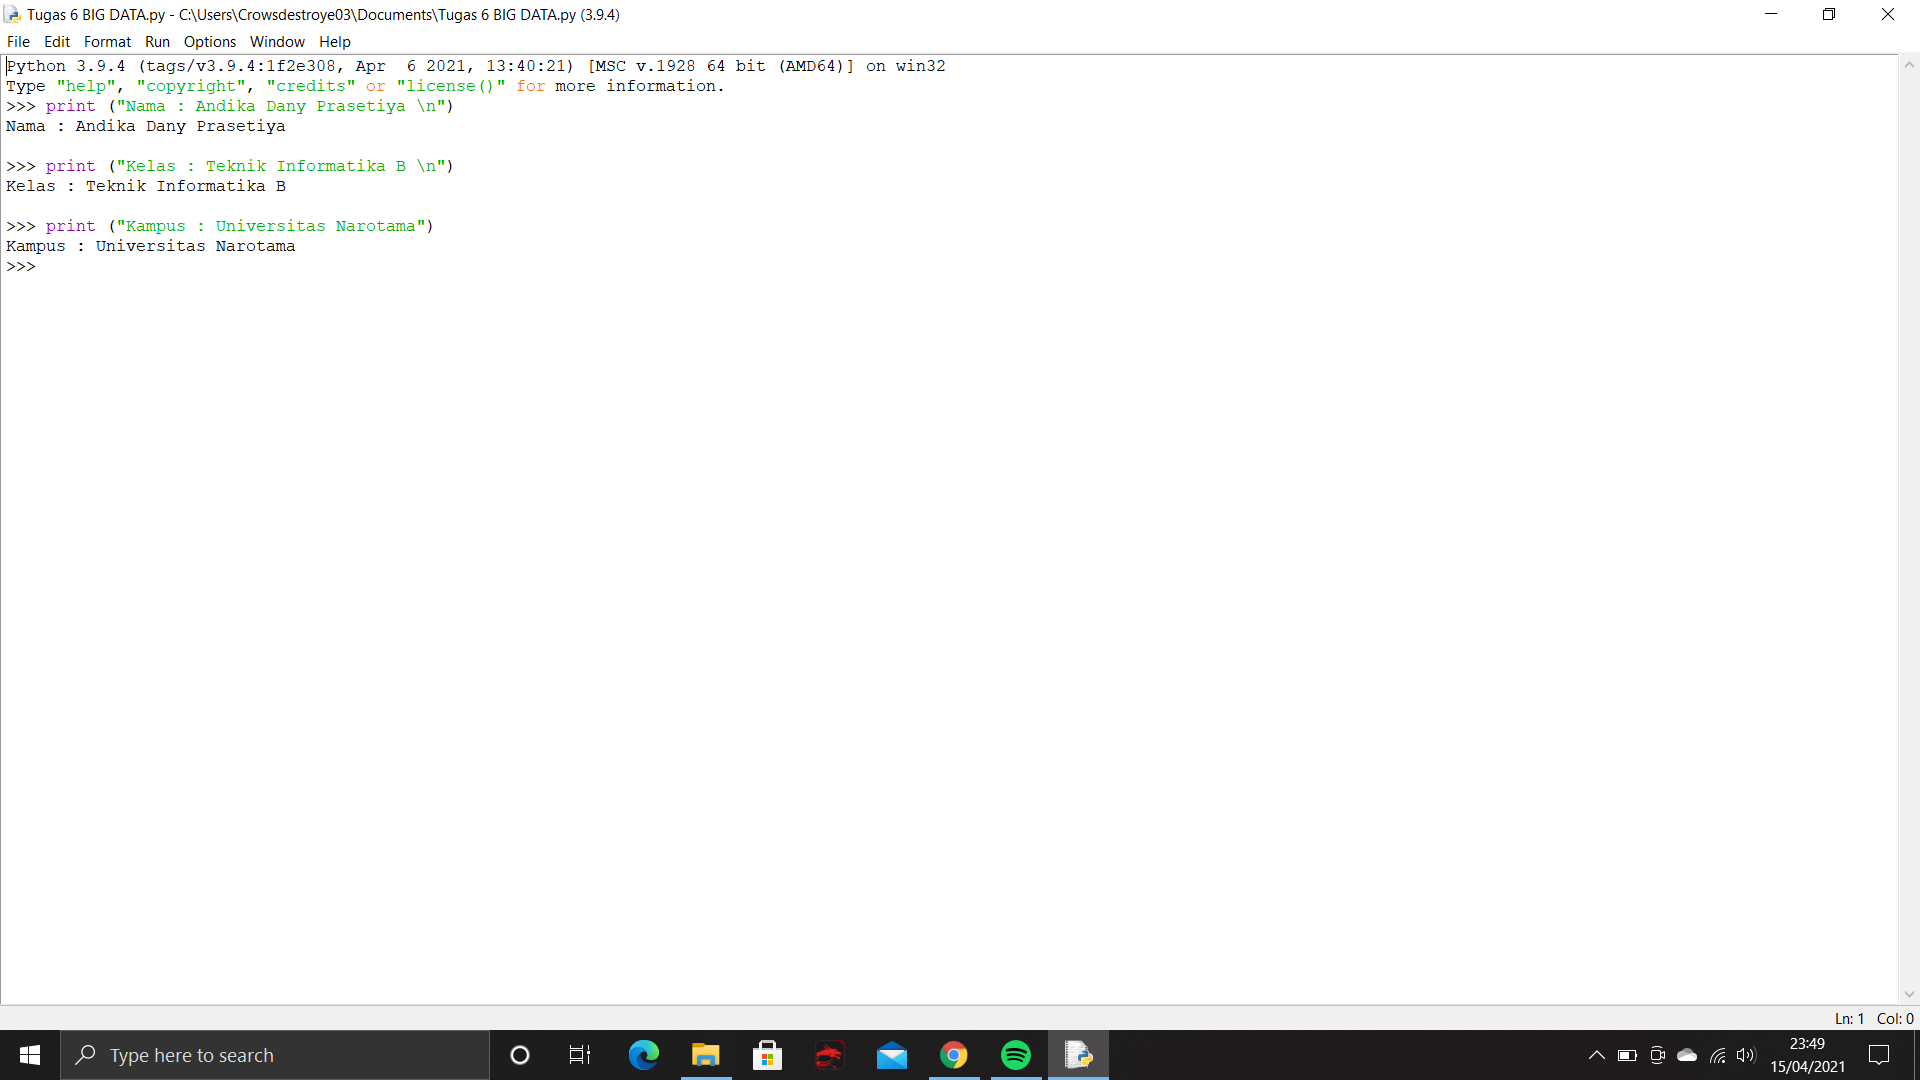 Tugas 6 BIG DATA.py - C:\Users\Crowsdestroye03\Documents\Tugas 6 BIG DATA.py (3.9.4)
File Edit Format Run Options Window Help
Python 3.9.4 (tags/v3.9.4:1f2e308, Apr  6 2021, 13:40:21) [MSC v.1928 64 bit (AMD64)] on win32
Type "help", "copyright", "credits" or "license()" for more information.
>>> print ("Nama : Andika Dany Prasetiya \n")
Nama : Andika Dany Prasetiya
>>> print ("Kelas : Teknik Informatika B \n")
Kelas : Teknik Informatika B
>>> print ("Kampus : Universitas Narotama")
Kampus : Universitas Narotama
>>>
Ln: 1 Col: 0
Type here to search
23:49
15/04/2021